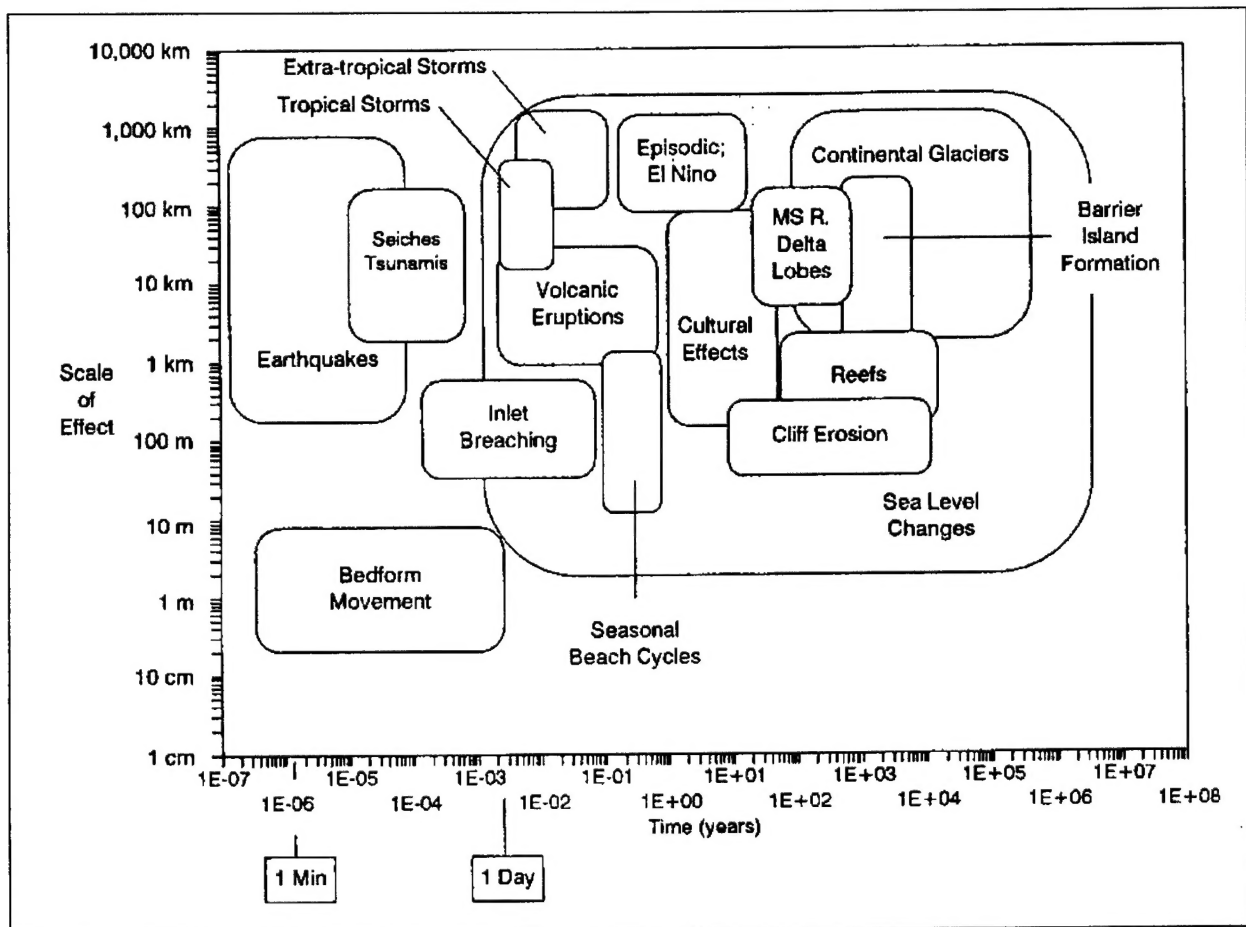 10,000 km
1,000 km
100 km
10 km
1 km
100 m
10 m
1 m
10 cm
1 cm
Scale
of
Effect
Extra-tropical Storms
Tropical Storms
Episodic;
El Nino
Continental Glaciers
Seiches
Tsunamis
MS R.
Delta
Lobes
Barrier
Island
Formation
Volcanic
Eruptions
Cultural
Effects
Earthquakes
Reefs
Inlet
Breaching
Cliff Erosion
Sea Level
Changes
Bedform
Movement
Seasonal
Beach Cycles
1E-07 1E-05 1E-03 1E-01 1E+01 1E+03 1E+05 1E+07
1E-06 1E-04 1E-02 1E+00 1E+02 1E+04 1E+06 1E+08
Time (years)
1 Min
1 Day